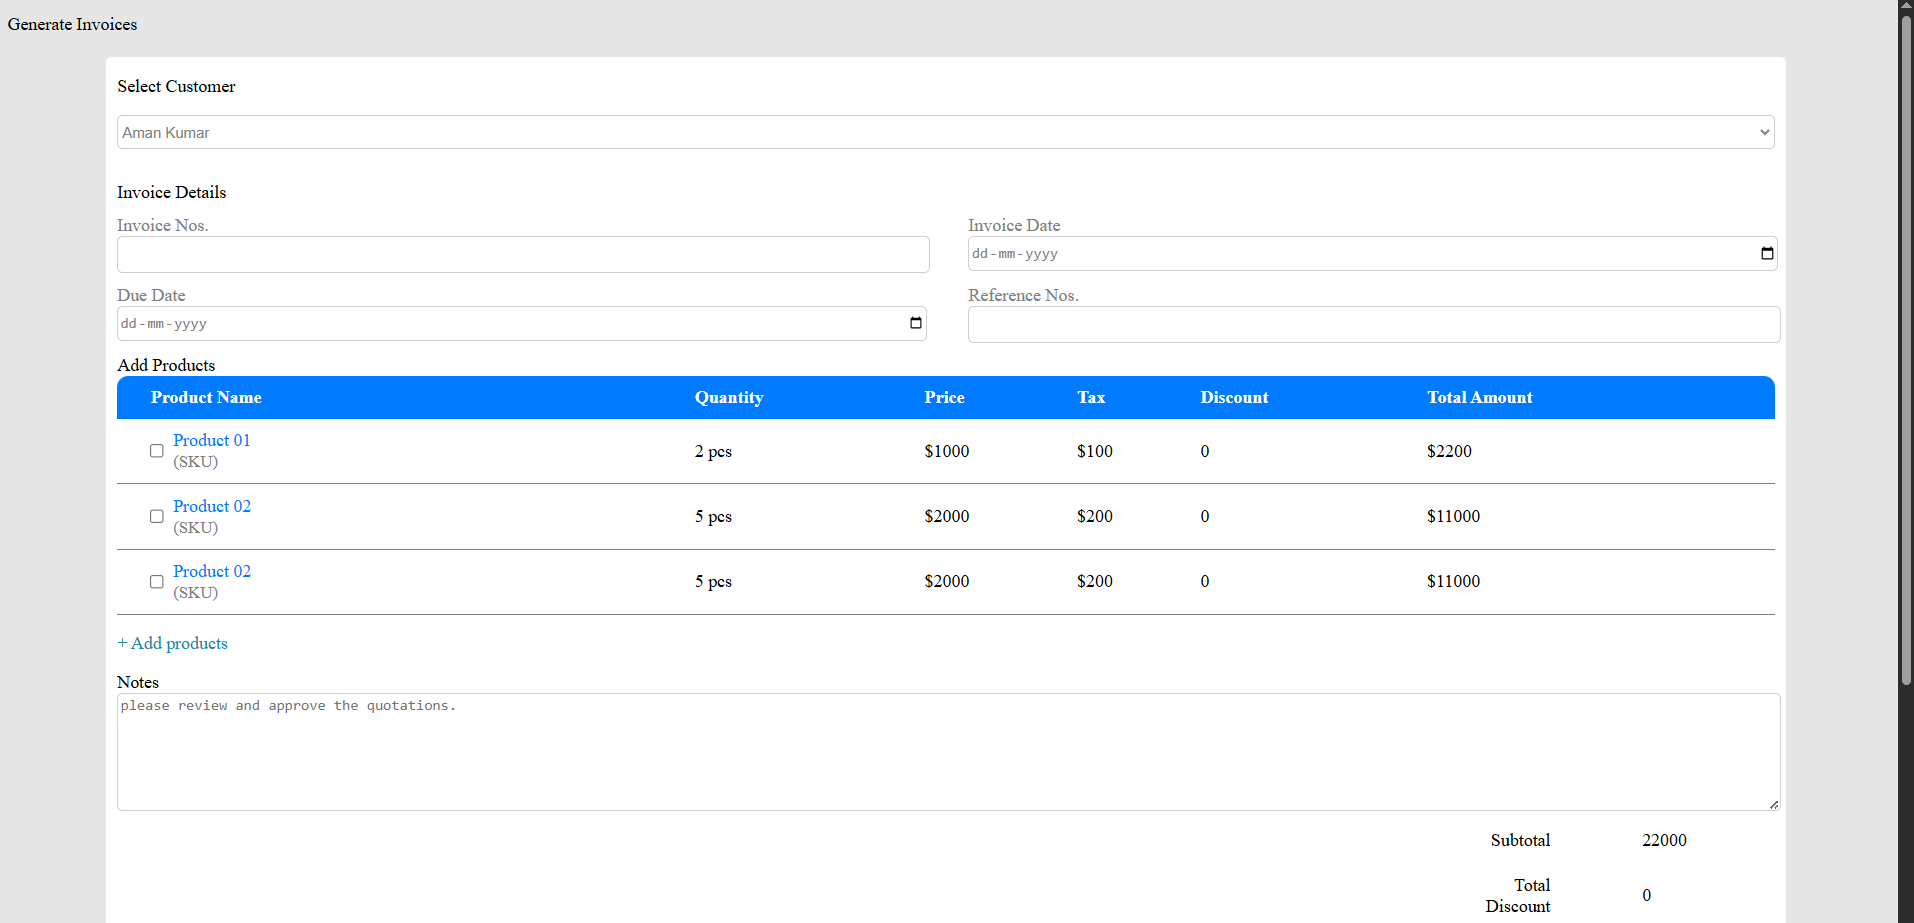 Generate Invoices
Select Customer
Aman Kumar
Invoice Details
Invoice Nos. Invoice Date
dd-mm-yyyy
Due Date Reference Nos.
dd-mm-yyyy
Add Products
Product Name Quantity Price Tax Discount Total Amount
Product 01
(SKU) 2 pcs $1000 $100 0 $2200
Product 02
(SKU) 5 pcs $2000 $200 0 $11000
Product 02
(SKU) 5 pcs $2000 $200 0 $11000
+ Add products
Notes
please review and approve the quotations.
Subtotal 22000
Total
Discount 0